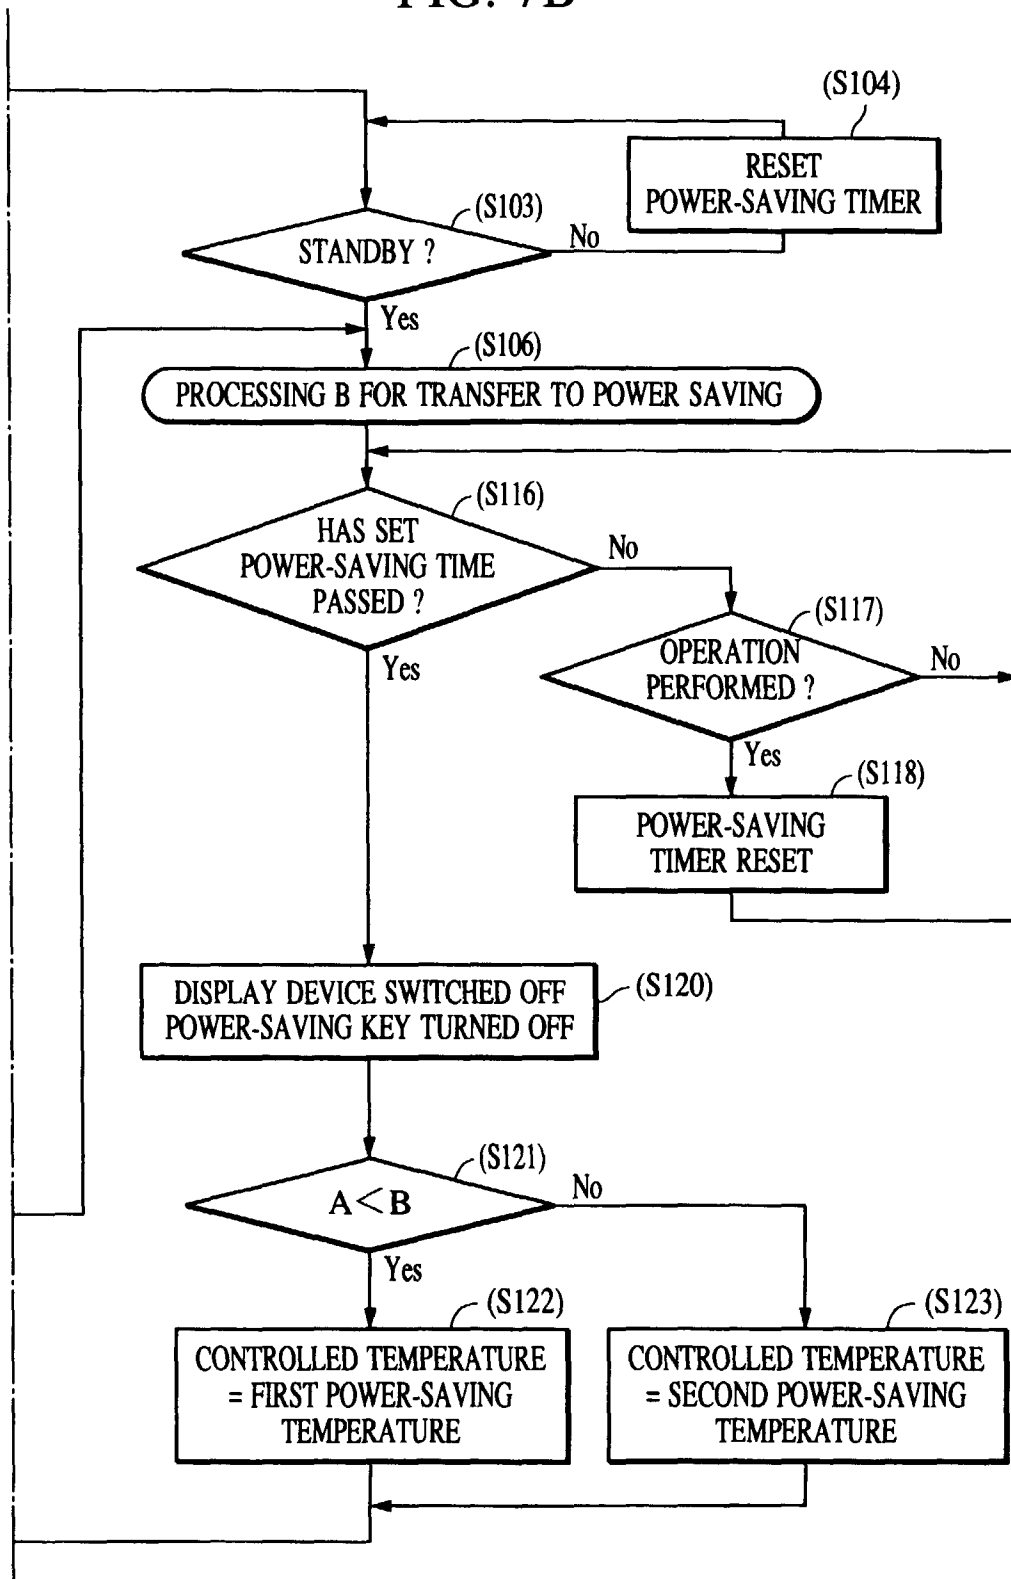 FIG. 7B
(S104)
RESET
POWER-SAVING TIMER
(S103)
STANDBY ?
No
Yes
(S106)
PROCESSING B FOR TRANSFER TO POWER SAVING
(S116)
HAS SET
POWER-SAVING TIME
PASSED ?
No
Yes
(S117)
OPERATION
PERFORMED ?
No
Yes
(S118)
POWER-SAVING
TIMER RESET
DISPLAY DEVICE SWITCHED OFF
POWER-SAVING KEY TURNED OFF
(S120)
(S121)
A<B
No
Yes
(S122)
CONTROLLED TEMPERATURE
= FIRST POWER-SAVING
TEMPERATURE
(S123)
CONTROLLED TEMPERATURE
= SECOND POWER-SAVING
TEMPERATURE